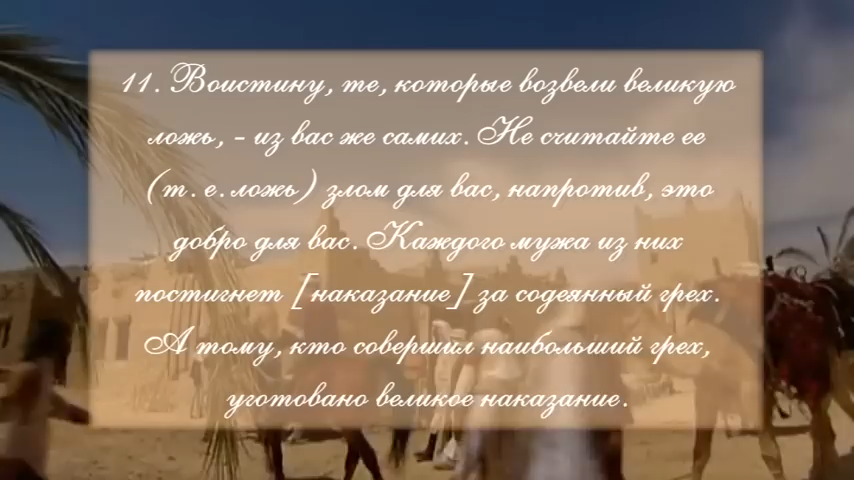 11. Воистину, те, которые возвели великую
ложь, - из вас же самих. Не считайте ее
(т. е. ложь) злом для вас, напротив, это
добро для вас. Каждого мужа из них
постигнет [наказание] за содеянный грех.
А тому, кто совершил наибольший грех,
уготовано великое наказание.